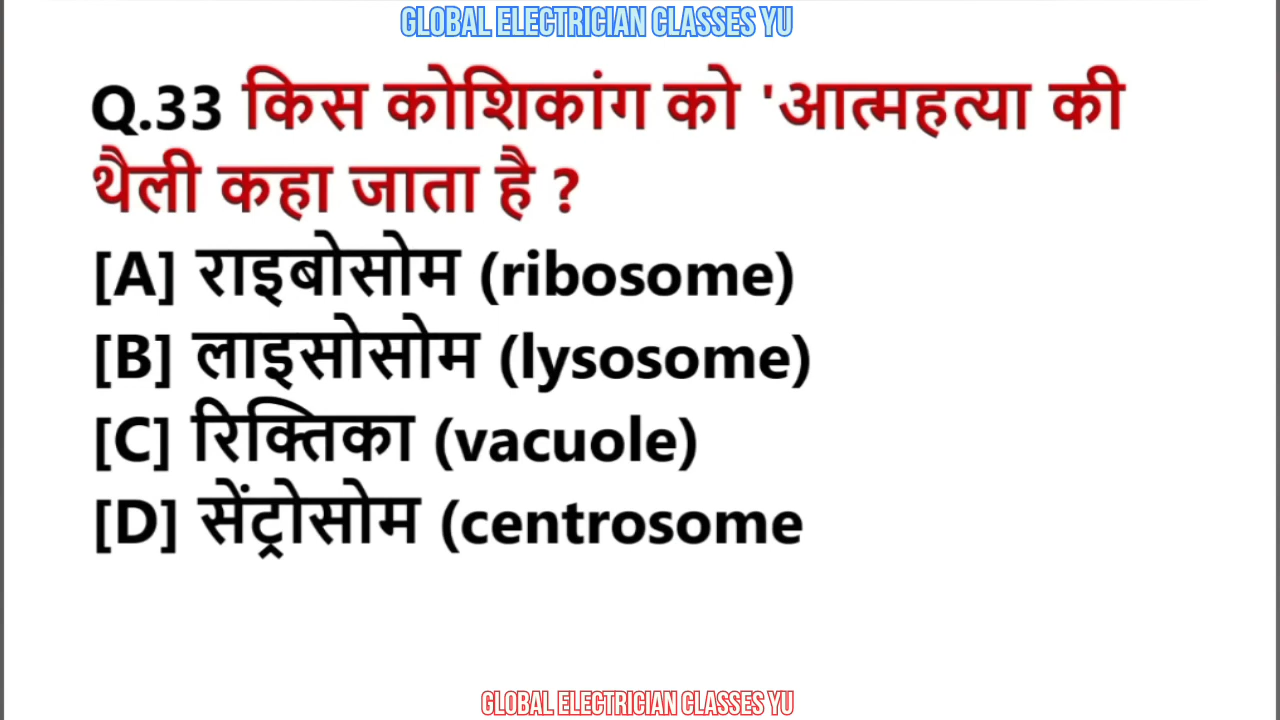 GLOBAL ELECTRICIAN CLASSES YU
Q.33 किस कोशिकांग को 'आत्महत्या की
थैली कहा जाता है ?
[A] राइबोसोम (ribosome)
[B] लाइसोसोम (lysosome)
[C] रिक्तिका (vacuole)
[D] सेंट्रोसोम (centrosome
GLOBAL ELECTRICIAN CLASSES YU